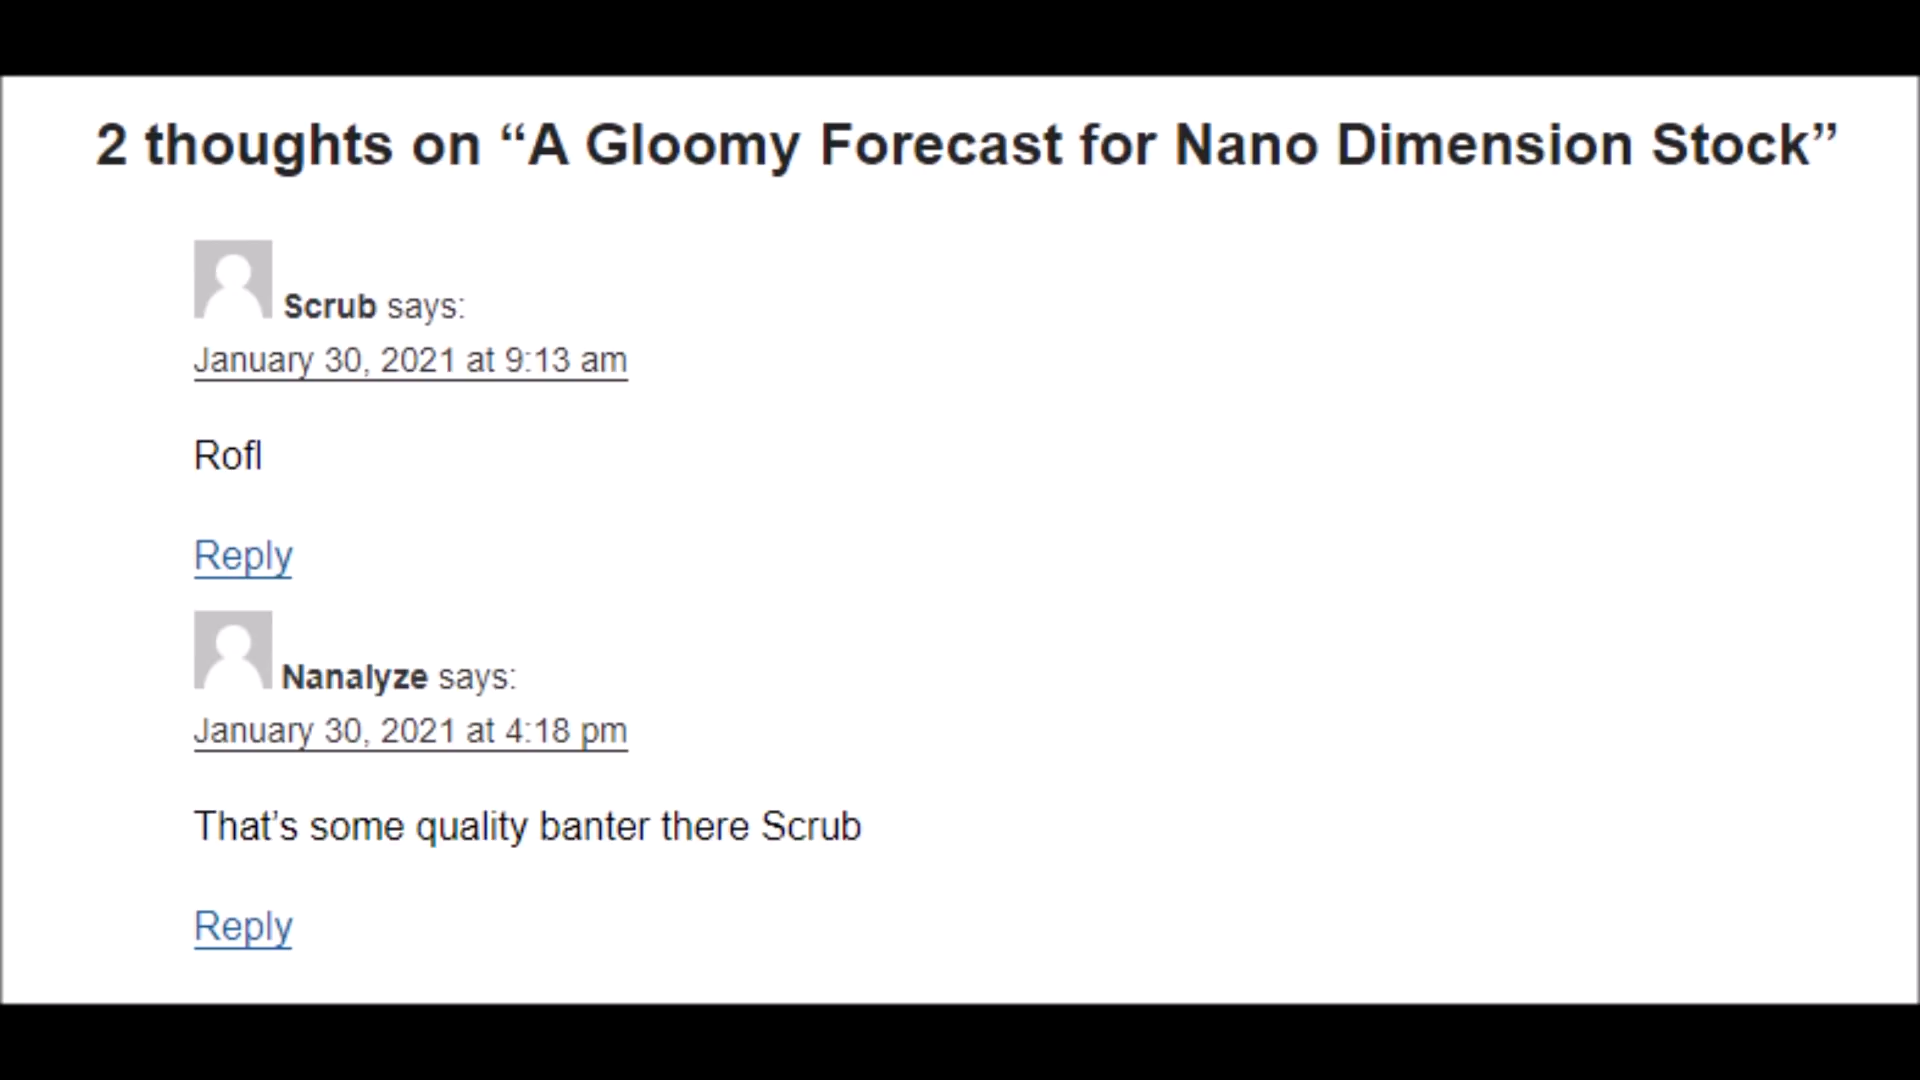 2 thoughts on “A Gloomy Forecast for Nano Dimension Stock”
Scrub says:
January 30, 2021 at 9:13 am
Rofl
Reply
Nanalyze says:
January 30, 2021 at 4:18 pm
That’s some quality banter there Scrub
Reply